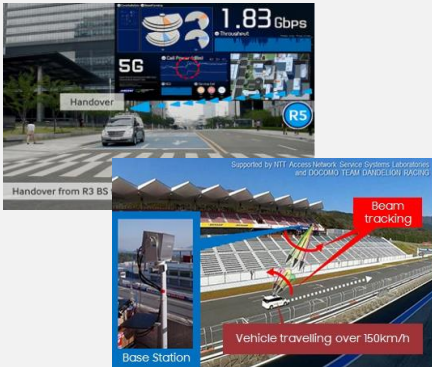 1.83 Gbps
Throughput
5G
Handover
R5
Handover from R3 BS
Supported by NTT Access Network Service Systems Laboratories
and DOCOMO TEAM DANDELION RACING
Beam
tracking
Vehicle travelling over 150km/h
Base Station